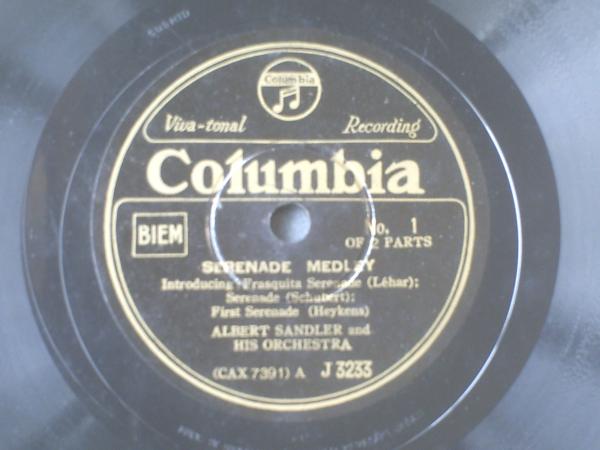 Columbia
Viva-tonal Recording
Columbia
BIEM
No. 1
OF 2 PARTS
SERENADE MEDLEY
Introducing: Frasquita Serenade (Léhar);
Serenade (Schubert);
First Serenade (Heykens)
ALBERT SANDLER and
HIS ORCHESTRA
(CAX 7391) A J 3233